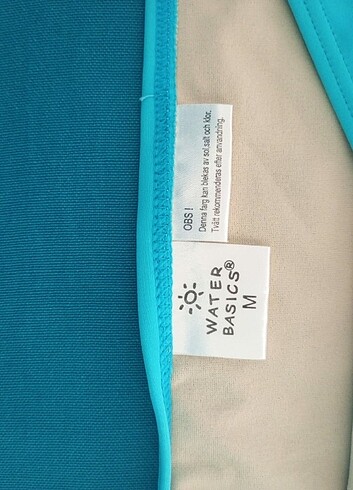 OBS !
Denna färg kan blekas av sol,salt och klor.
Tvätt rekommenderas efter användning.
WATER
BASICS®
M